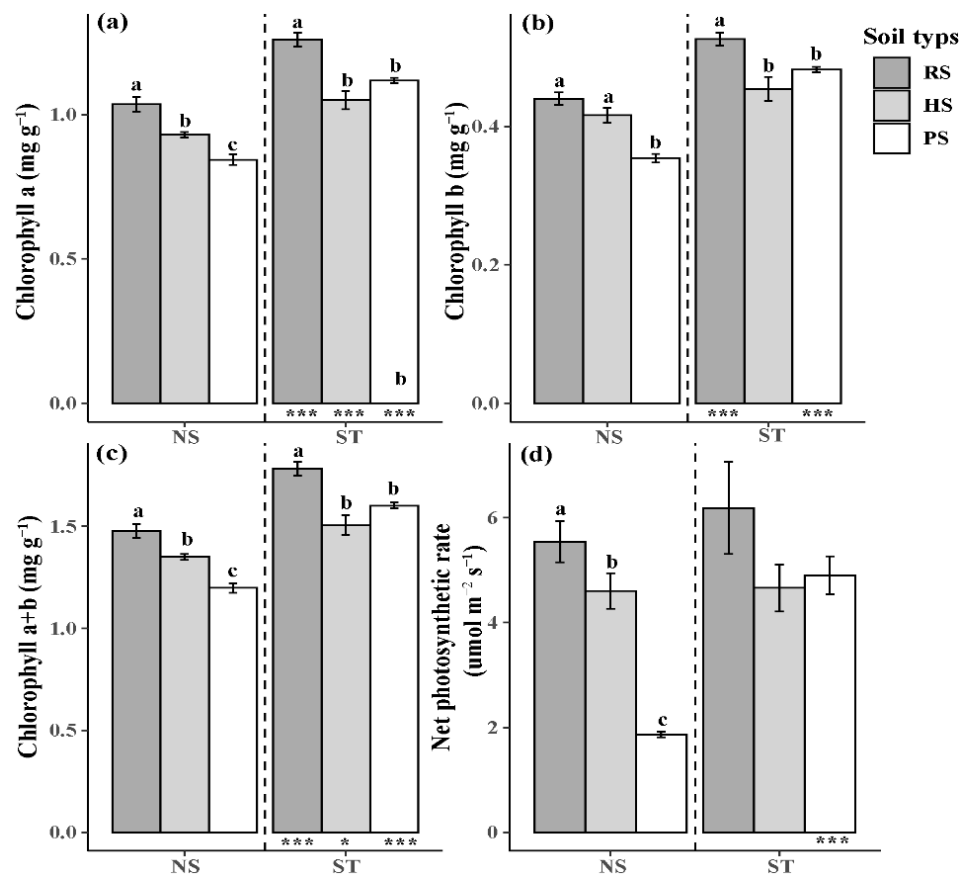 (a)
Chlorophyll a (mg g⁻¹)
1.0
0.5
0.0
a
b
c
a
b
b
b
*** *** ***
NS ST
(b)
Chlorophyll b (mg g⁻¹)
0.4
0.2
0.0
a
a
b
a
b
b
*** ***
NS ST
Soil typs
RS
HS
PS
(c)
Chlorophyll a+b (mg g⁻¹)
1.5
1.0
0.5
0.0
a
b
c
a
b
b
*** * ***
NS ST
(d)
Net photosynthetic rate
(umol m⁻² s⁻¹)
6
4
2
0
a
b
c
***
NS ST